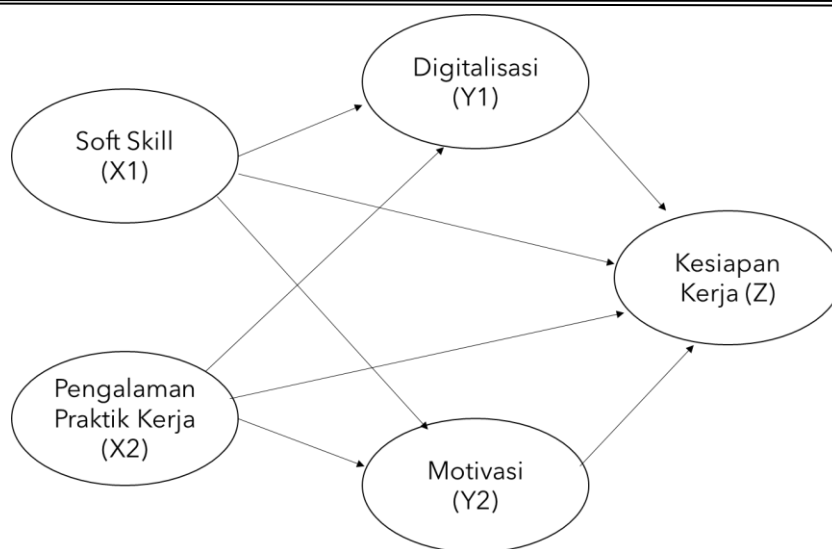 Digitalisasi
(Y1)
Soft Skill
(X1)
Kesiapan
Kerja (Z)
Pengalaman
Praktik Kerja
(X2)
Motivasi
(Y2)